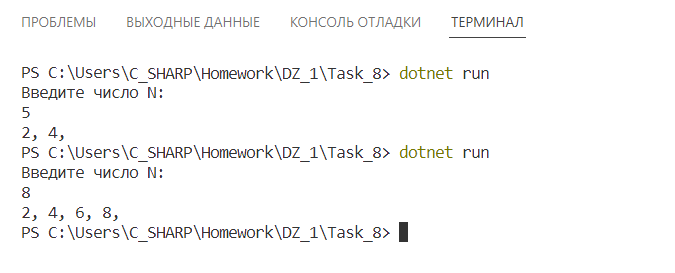 ПРОБЛЕМЫ ВЫХОДНЫЕ ДАННЫЕ КОНСОЛЬ ОТЛАДКИ ТЕРМИНАЛ
PS C:\Users\C_SHARP\Homework\DZ_1\Task_8> dotnet run
Введите число N:
5
2, 4,
PS C:\Users\C_SHARP\Homework\DZ_1\Task_8> dotnet run
Введите число N:
8
2, 4, 6, 8,
PS C:\Users\C_SHARP\Homework\DZ_1\Task_8>